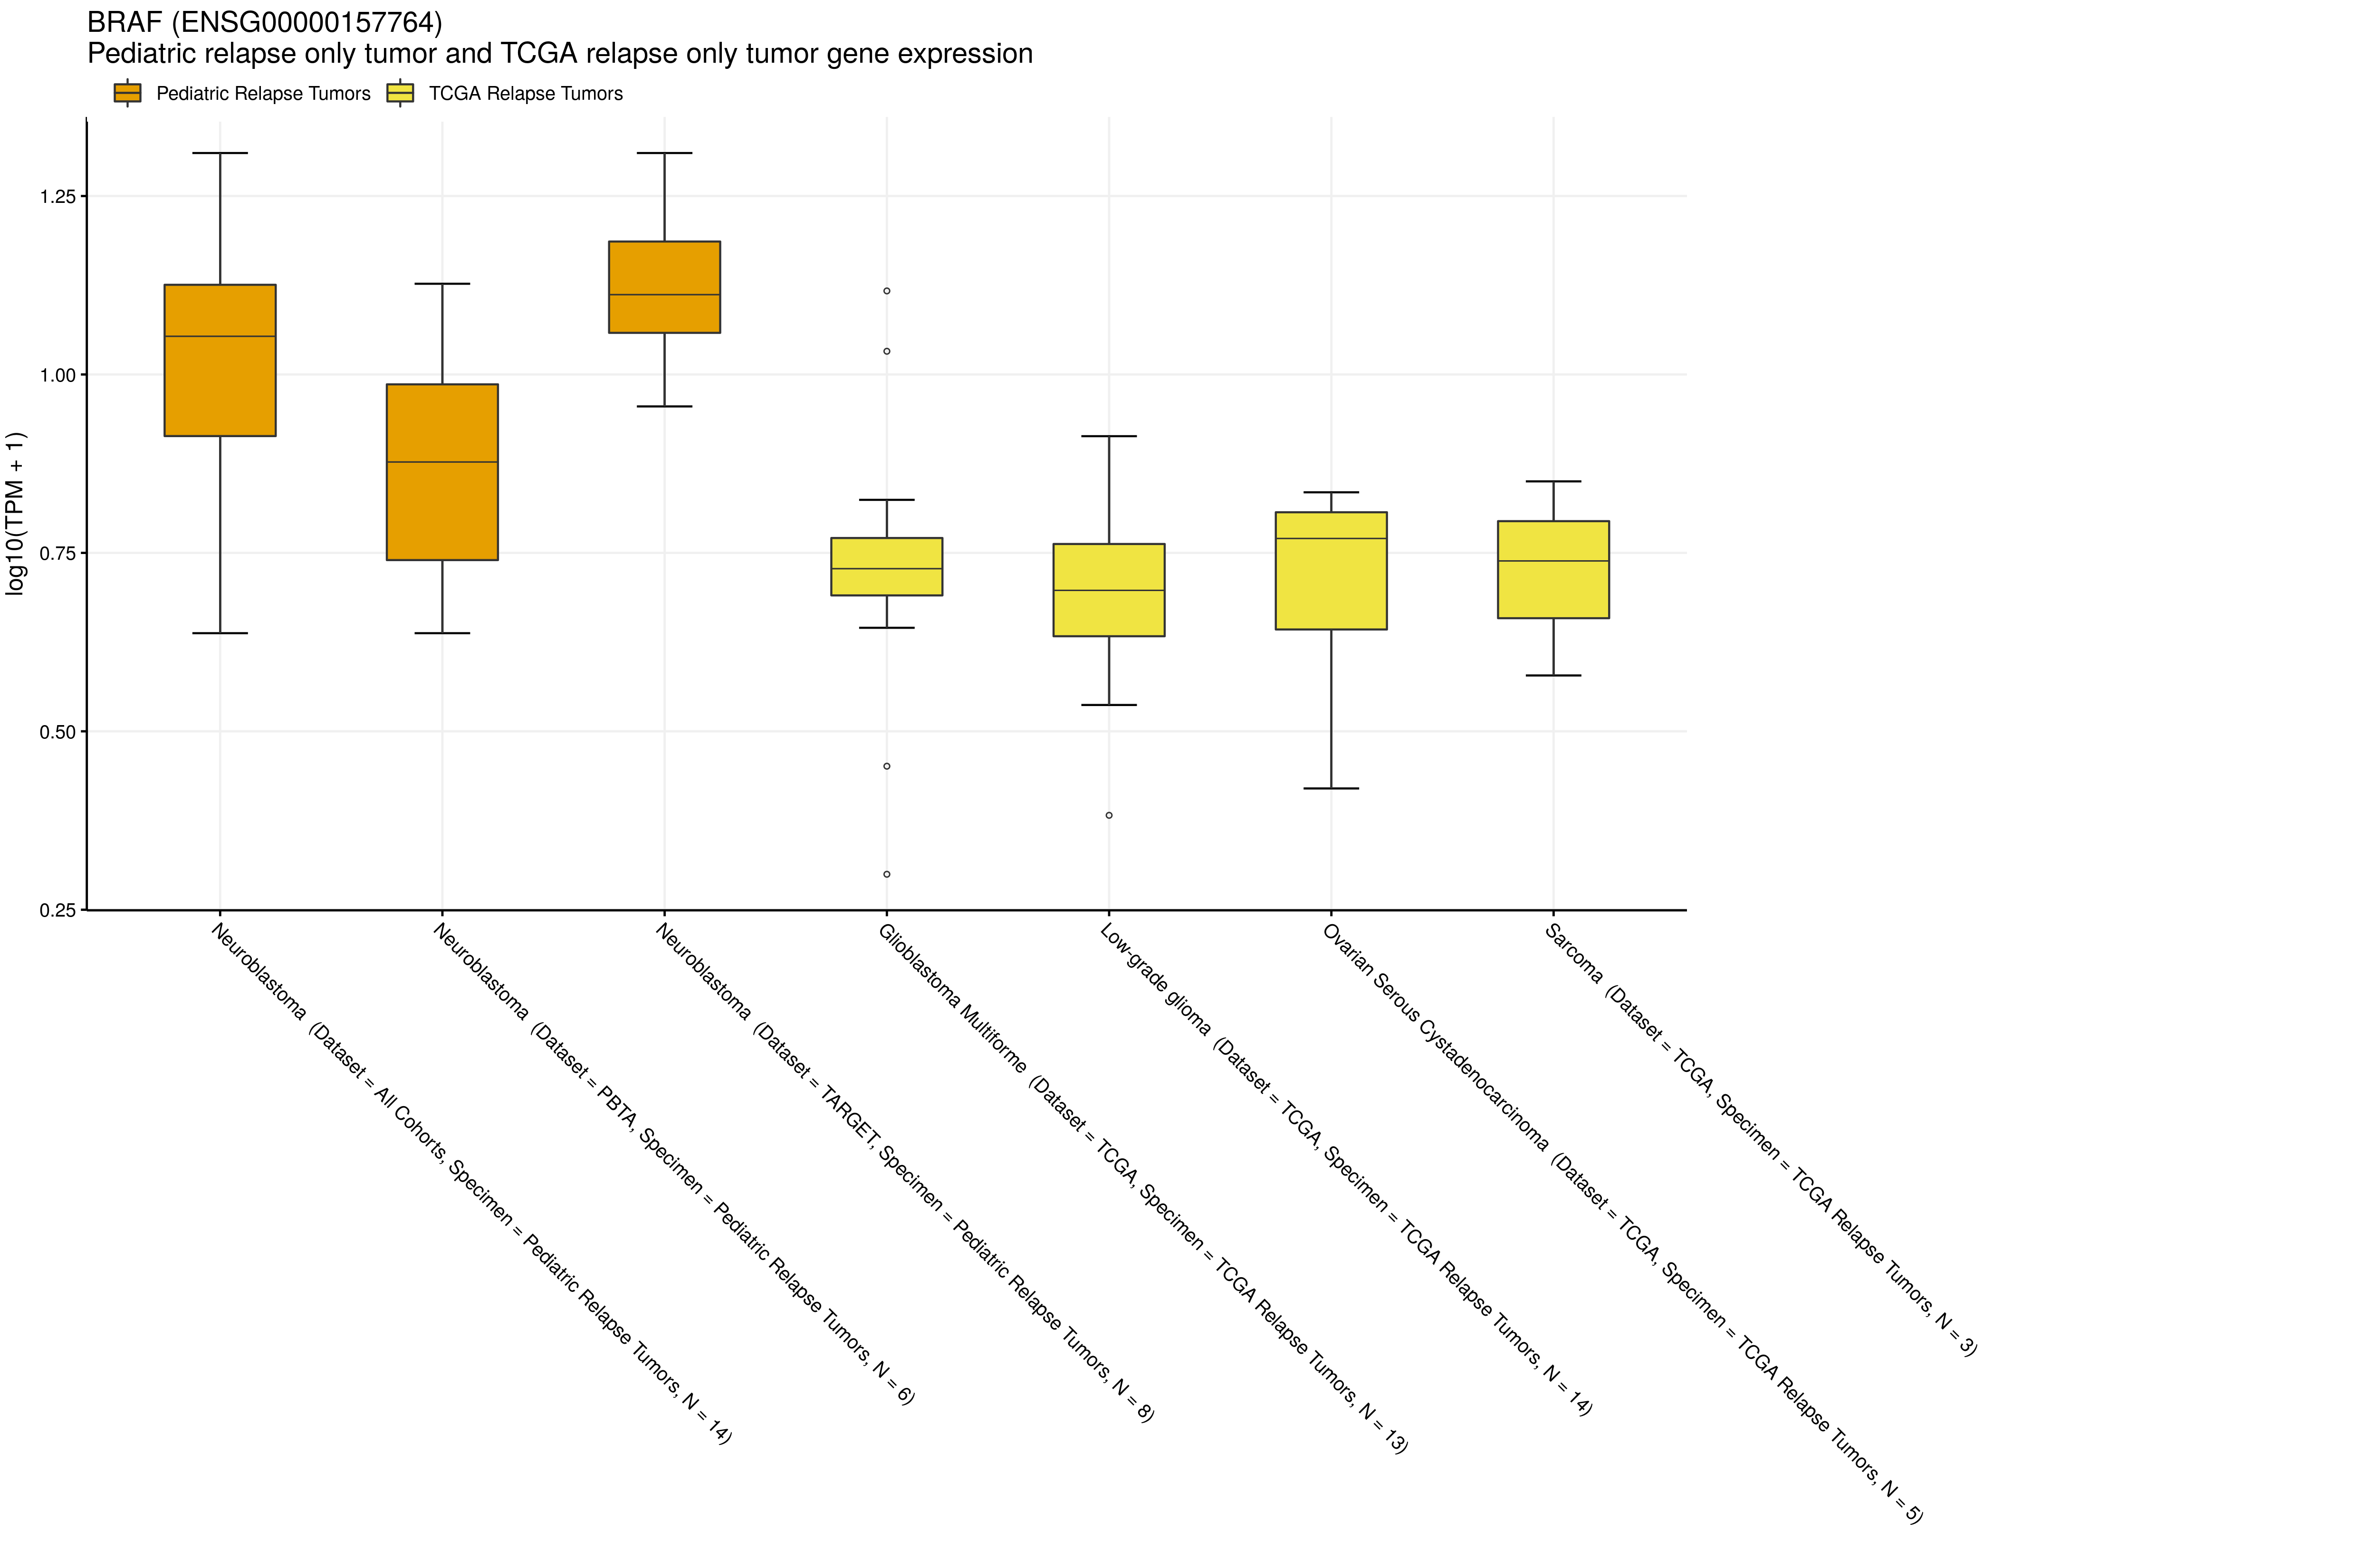 BRAF (ENSG00000157764)
Pediatric relapse only tumor and TCGA relapse only tumor gene expression
Pediatric Relapse Tumors
TCGA Relapse Tumors
log10(TPM + 1)
1.25
1.00
0.75
0.50
0.25
Neuroblastoma (Dataset = All Cohorts, Specimen = Pediatric Relapse Tumors, N = 14)
Neuroblastoma (Dataset = PBTA, Specimen = Pediatric Relapse Tumors, N = 6)
Neuroblastoma (Dataset = TARGET, Specimen = Pediatric Relapse Tumors, N = 8)
Glioblastoma Multiforme (Dataset = TCGA, Specimen = TCGA Relapse Tumors, N = 13)
Low-grade glioma (Dataset = TCGA, Specimen = TCGA Relapse Tumors, N = 14)
Ovarian Serous Cystadenocarcinoma (Dataset = TCGA, Specimen = TCGA Relapse Tumors, N = 5)
Sarcoma (Dataset = TCGA, Specimen = TCGA Relapse Tumors, N = 3)